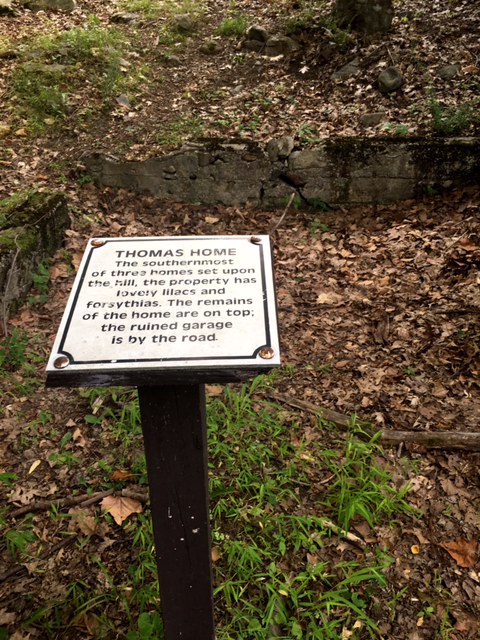 THOMAS HOME
The southernmost
of three homes set upon
the hill, the property has
lovely lilacs and
forsythias. The remains
of the home are on top;
the ruined garage
is by the road.